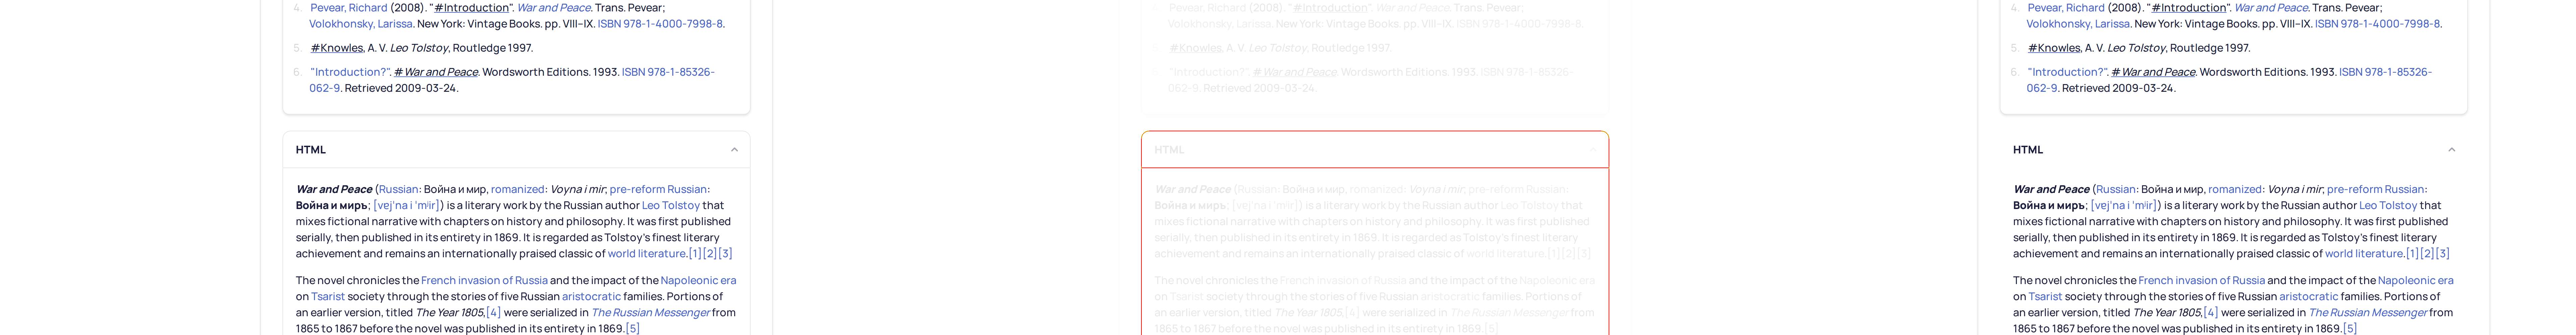 4. Pevear, Richard (2008). "#Introduction". War and Peace. Trans. Pevear;
Volokhonsky, Larissa. New York: Vintage Books. pp. VIII–IX. ISBN 978-1-4000-7998-8.
5. #Knowles, A. V. Leo Tolstoy, Routledge 1997.
6. "Introduction?". #War and Peace. Wordsworth Editions. 1993. ISBN 978-1-85326-
062-9. Retrieved 2009-03-24.
HTML
War and Peace (Russian: Война и мир, romanized: Voyna i mir; pre-reform Russian:
Война и миръ; [vɐjˈna i ˈmʲir]) is a literary work by the Russian author Leo Tolstoy that
mixes fictional narrative with chapters on history and philosophy. It was first published
serially, then published in its entirety in 1869. It is regarded as Tolstoy's finest literary
achievement and remains an internationally praised classic of world literature.[1][2][3]
The novel chronicles the French invasion of Russia and the impact of the Napoleonic era
on Tsarist society through the stories of five Russian aristocratic families. Portions of
an earlier version, titled The Year 1805,[4] were serialized in The Russian Messenger from
1865 to 1867 before the novel was published in its entirety in 1869.[5]
Pevear, Richard (2008). "#Introduction". War and Peace. Trans. Pevear;
Volokhonsky, Larissa. New York: Vintage Books. pp. VIII–IX. ISBN 978-1-4000-7998-8.
#Knowles, A. V. Leo Tolstoy, Routledge 1997.
"Introduction?". #War and Peace. Wordsworth Editions. 1993. ISBN 978-1-85326-
062-9. Retrieved 2009-03-24.
HTML
War and Peace (Russian: Война и мир, romanized: Voyna i mir; pre-reform Russian:
Война и миръ; [vɐjˈna i ˈmʲir]) is a literary work by the Russian author Leo Tolstoy that
mixes fictional narrative with chapters on history and philosophy. It was first published
serially, then published in its entirety in 1869. It is regarded as Tolstoy's finest literary
achievement and remains an internationally praised classic of world literature.[1][2][3]
The novel chronicles the French invasion of Russia and the impact of the Napoleonic era
on Tsarist society through the stories of five Russian aristocratic families. Portions of
an earlier version, titled The Year 1805,[4] were serialized in The Russian Messenger from
1865 to 1867 before the novel was published in its entirety in 1869.[5]
4. Pevear, Richard (2008). "#Introduction". War and Peace. Trans. Pevear;
Volokhonsky, Larissa. New York: Vintage Books. pp. VIII–IX. ISBN 978-1-4000-7998-8.
5. #Knowles, A. V. Leo Tolstoy, Routledge 1997.
6. "Introduction?". #War and Peace. Wordsworth Editions. 1993. ISBN 978-1-85326-
062-9. Retrieved 2009-03-24.
HTML
War and Peace (Russian: Война и мир, romanized: Voyna i mir; pre-reform Russian:
Война и миръ; [vɐjˈna i ˈmʲir]) is a literary work by the Russian author Leo Tolstoy that
mixes fictional narrative with chapters on history and philosophy. It was first published
serially, then published in its entirety in 1869. It is regarded as Tolstoy's finest literary
achievement and remains an internationally praised classic of world literature.[1][2][3]
The novel chronicles the French invasion of Russia and the impact of the Napoleonic era
on Tsarist society through the stories of five Russian aristocratic families. Portions of
an earlier version, titled The Year 1805,[4] were serialized in The Russian Messenger from
1865 to 1867 before the novel was published in its entirety in 1869.[5]